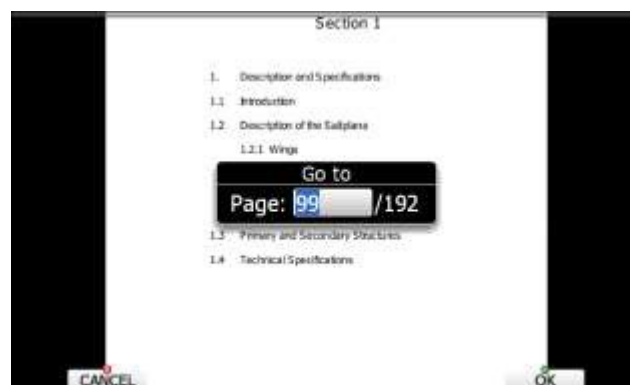 Section 1
1. Description and Specifications
1.1 Introduction
1.2 Description of the Sailplane
1.2.1 Wings
Go to
Page: 99 /192
1.3 Primary and Secondary Structures
1.4 Technical Specifications
CANCEL
OK